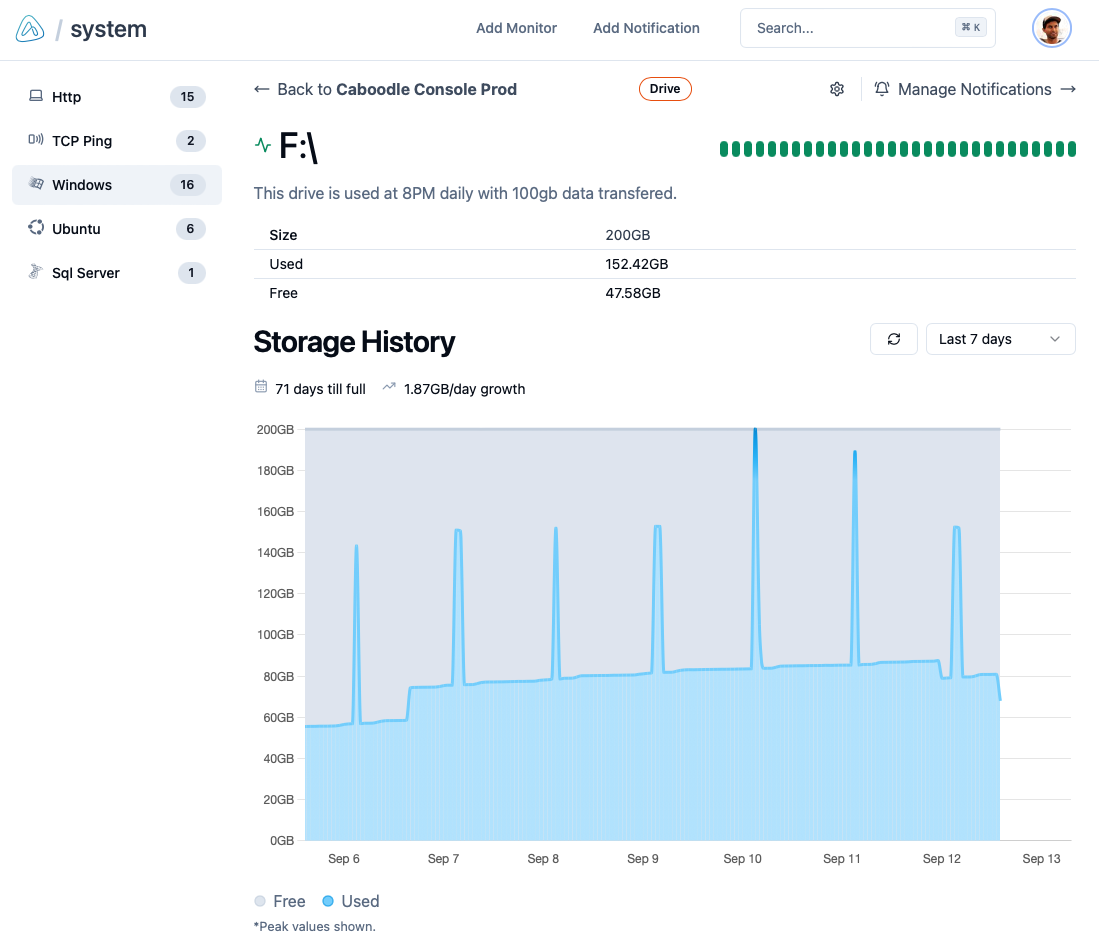 / system
Add Monitor
Add Notification
Search...
⌘ K
Http 15
TCP Ping 2
Windows 16
Ubuntu 6
Sql Server 1
← Back to Caboodle Console Prod
Drive
Manage Notifications →
F:\
This drive is used at 8PM daily with 100gb data transfered.
Size 200GB
Used 152.42GB
Free 47.58GB
Storage History
Last 7 days
71 days till full
1.87GB/day growth
200GB
180GB
160GB
140GB
120GB
100GB
80GB
60GB
40GB
20GB
0GB
Sep 6 Sep 7 Sep 8 Sep 9 Sep 10 Sep 11 Sep 12 Sep 13
Free Used
*Peak values shown.